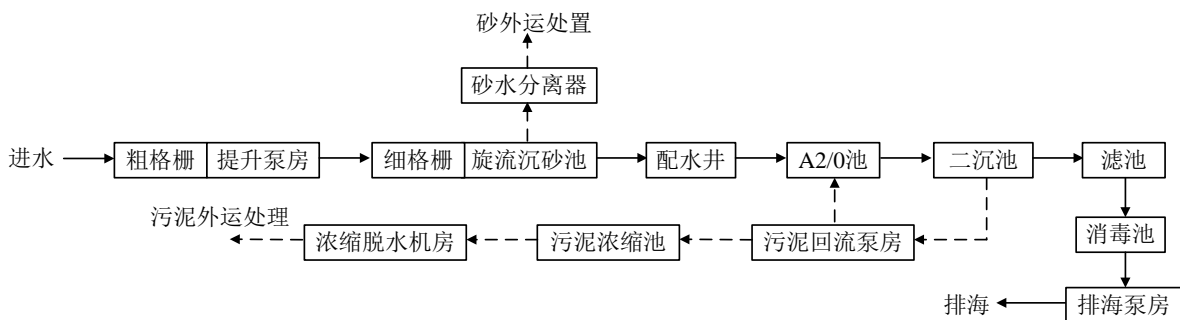 砂外运处置
砂水分离器
进水
粗格栅
提升泵房
细格栅
旋流沉砂池
配水井
A2/0池
二沉池
滤池
污泥外运处理
浓缩脱水机房
污泥浓缩池
污泥回流泵房
消毒池
排海
排海泵房